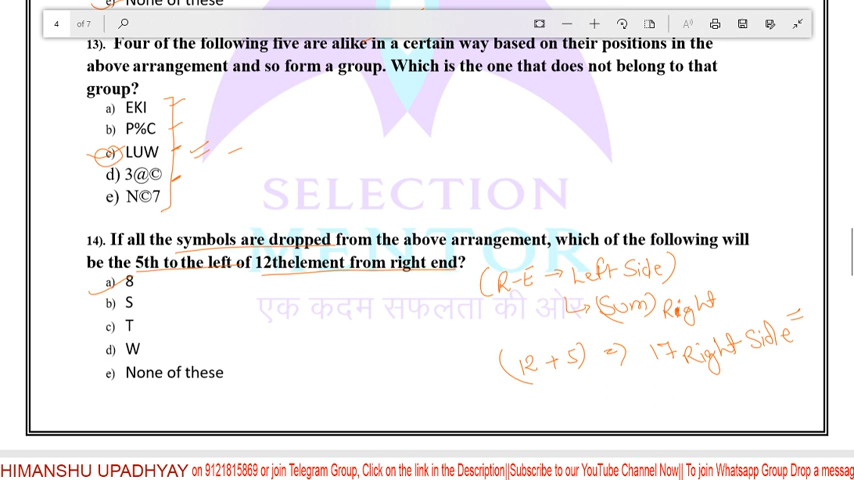 e) None of these
4 of 7
13). Four of the following five are alike in a certain way based on their positions in the
above arrangement and so form a group. Which is the one that does not belong to that
group?
a) EKI
b) P%C
c) LUW
d) 3@©
e) N©7
SELECTION
MENTOR
एक कदम सफलता की ओर
14). If all the symbols are dropped from the above arrangement, which of the following will
be the 5th to the left of 12thelement from right end?
a) 8
b) S
c) T
d) W
e) None of these
(R-E → Left Side)
↳ (Sum) Right
(12 + 5) ⇒ 17 Right Side =
HIMANSHU UPADHYAY on 9121815869 or join Telegram Group, Click on the link in the Description||Subscribe to our YouTube Channel Now|| To join Whatsapp Group Drop a messag